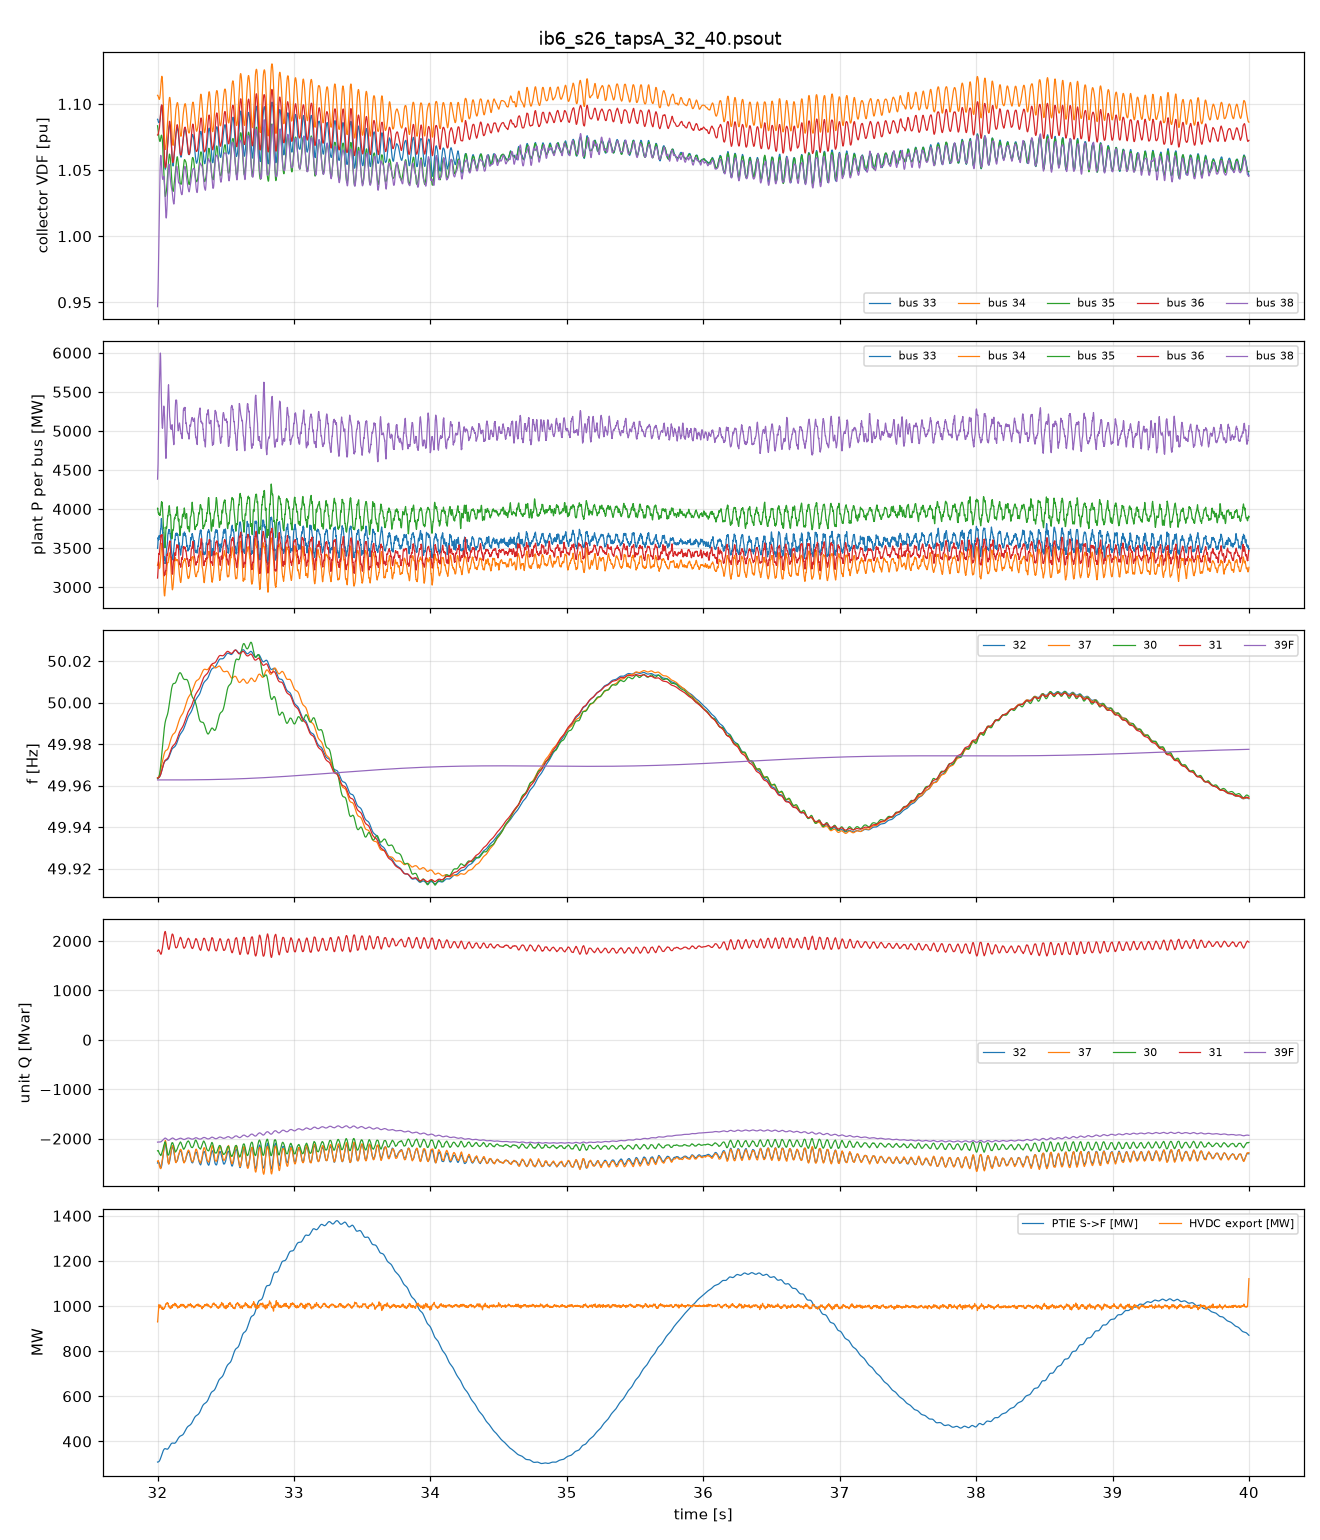 ib6_s26_tapsA_32_40.psout
collector VDF [pu]
1.10
1.05
1.00
0.95
bus 33 bus 34 bus 35 bus 36 bus 38
plant P per bus [MW]
6000
5500
5000
4500
4000
3500
3000
bus 33 bus 34 bus 35 bus 36 bus 38
f [Hz]
50.02
50.00
49.98
49.96
49.94
49.92
32 37 30 31 39F
unit Q [Mvar]
2000
1000
0
−1000
−2000
32 37 30 31 39F
MW
1400
1200
1000
800
600
400
PTIE S->F [MW] HVDC export [MW]
32 33 34 35 36 37 38 39 40
time [s]